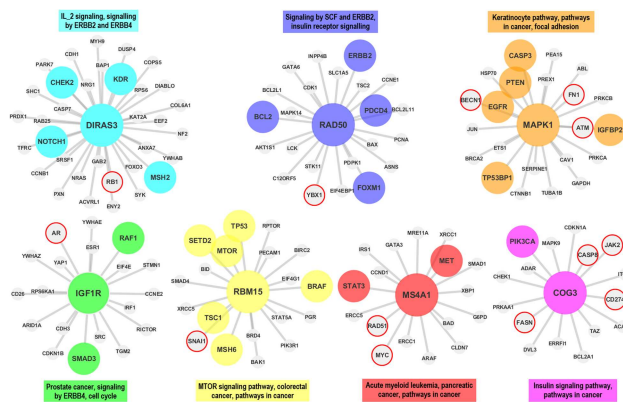 IL_2 signaling, signalling
by ERBB2 and ERBB4
MYH9
CDH1
BAP1
DUSP4
COPS5
PARK7
CHEK2
KDR
SHC1
NRG1
RPS6
DIABLO
CASP7
COL6A1
PRDX1
RAB25
DIRAS3
KAT2A
EEF2
NF2
NOTCH1
TFRC
SRSF1
ANXA7
YWHAB
GAB2
FOXO3
MSH2
CCNB1
NRAS
RB1
SYK
PXN
ACVRL1
ENY2
Signaling by SCF and ERBB2,
insulin receptor signalling
INPP4B
ERBB2
GATA6
SLC1A5
CDK1
TSC2
CCNE1
BCL2L1
BCL2
MAPK14
PDCD4
BCL2L11
RAD50
PCNA
AKT1S1
LCK
BAX
STK11
ASNS
PDPK1
C12ORF5
YBX1
EIF4EBP1
FOXM1
Keratinocyte pathway, pathways
in cancer, focal adhesion
CASP3
PEA15
HSP70
PTEN
PREX1
ABL
BECN1
FN1
EGFR
PRKCB
MAPK1
JUN
ATM
IGFBP2
ETS1
BRCA2
CAV1
PRKCA
TP53BP1
SERPINE1
GAPDH
CTNNB1
TUBA1B
YWHAE
AR
RAF1
ESR1
YWHAZ
YAP1
EIF4E
STMN1
CD26
RPS6KA1
IGF1R
CCNE2
IRF1
ARID1A
RICTOR
CDH3
SRC
CDKN1B
SMAD3
TGM2
Prostate cancer, signaling
by ERBB4, cell cycle
TP53
RPTOR
SETD2
MTOR
PECAM1
BIRC2
BID
EIF4G1
SMAD4
RBM15
BRAF
XRCC5
TSC1
STAT5A
PGR
SNAI1
BRD4
PIK3R1
MSH6
BAK1
MTOR signaling pathway, colorectal
cancer, pathways in cancer
MRE11A
XRCC1
IRS1
GATA3
MET
SMAD1
CCND1
STAT3
MS4A1
XBP1
ERCC5
G6PD
RAD51
BAD
MYC
ERCC1
CLDN7
ARAF
Acute myeloid leukemia, pancreatic
cancer, pathways in cancer
CDKN1A
PIK3CA
MAPK9
JAK2
ADAR
CASP8
CHEK1
COG3
CD274
PRKAA1
FASN
TAZ
DVL3
ERRFI1
BCL2A1
Insulin signaling pathway,
pathways in cancer